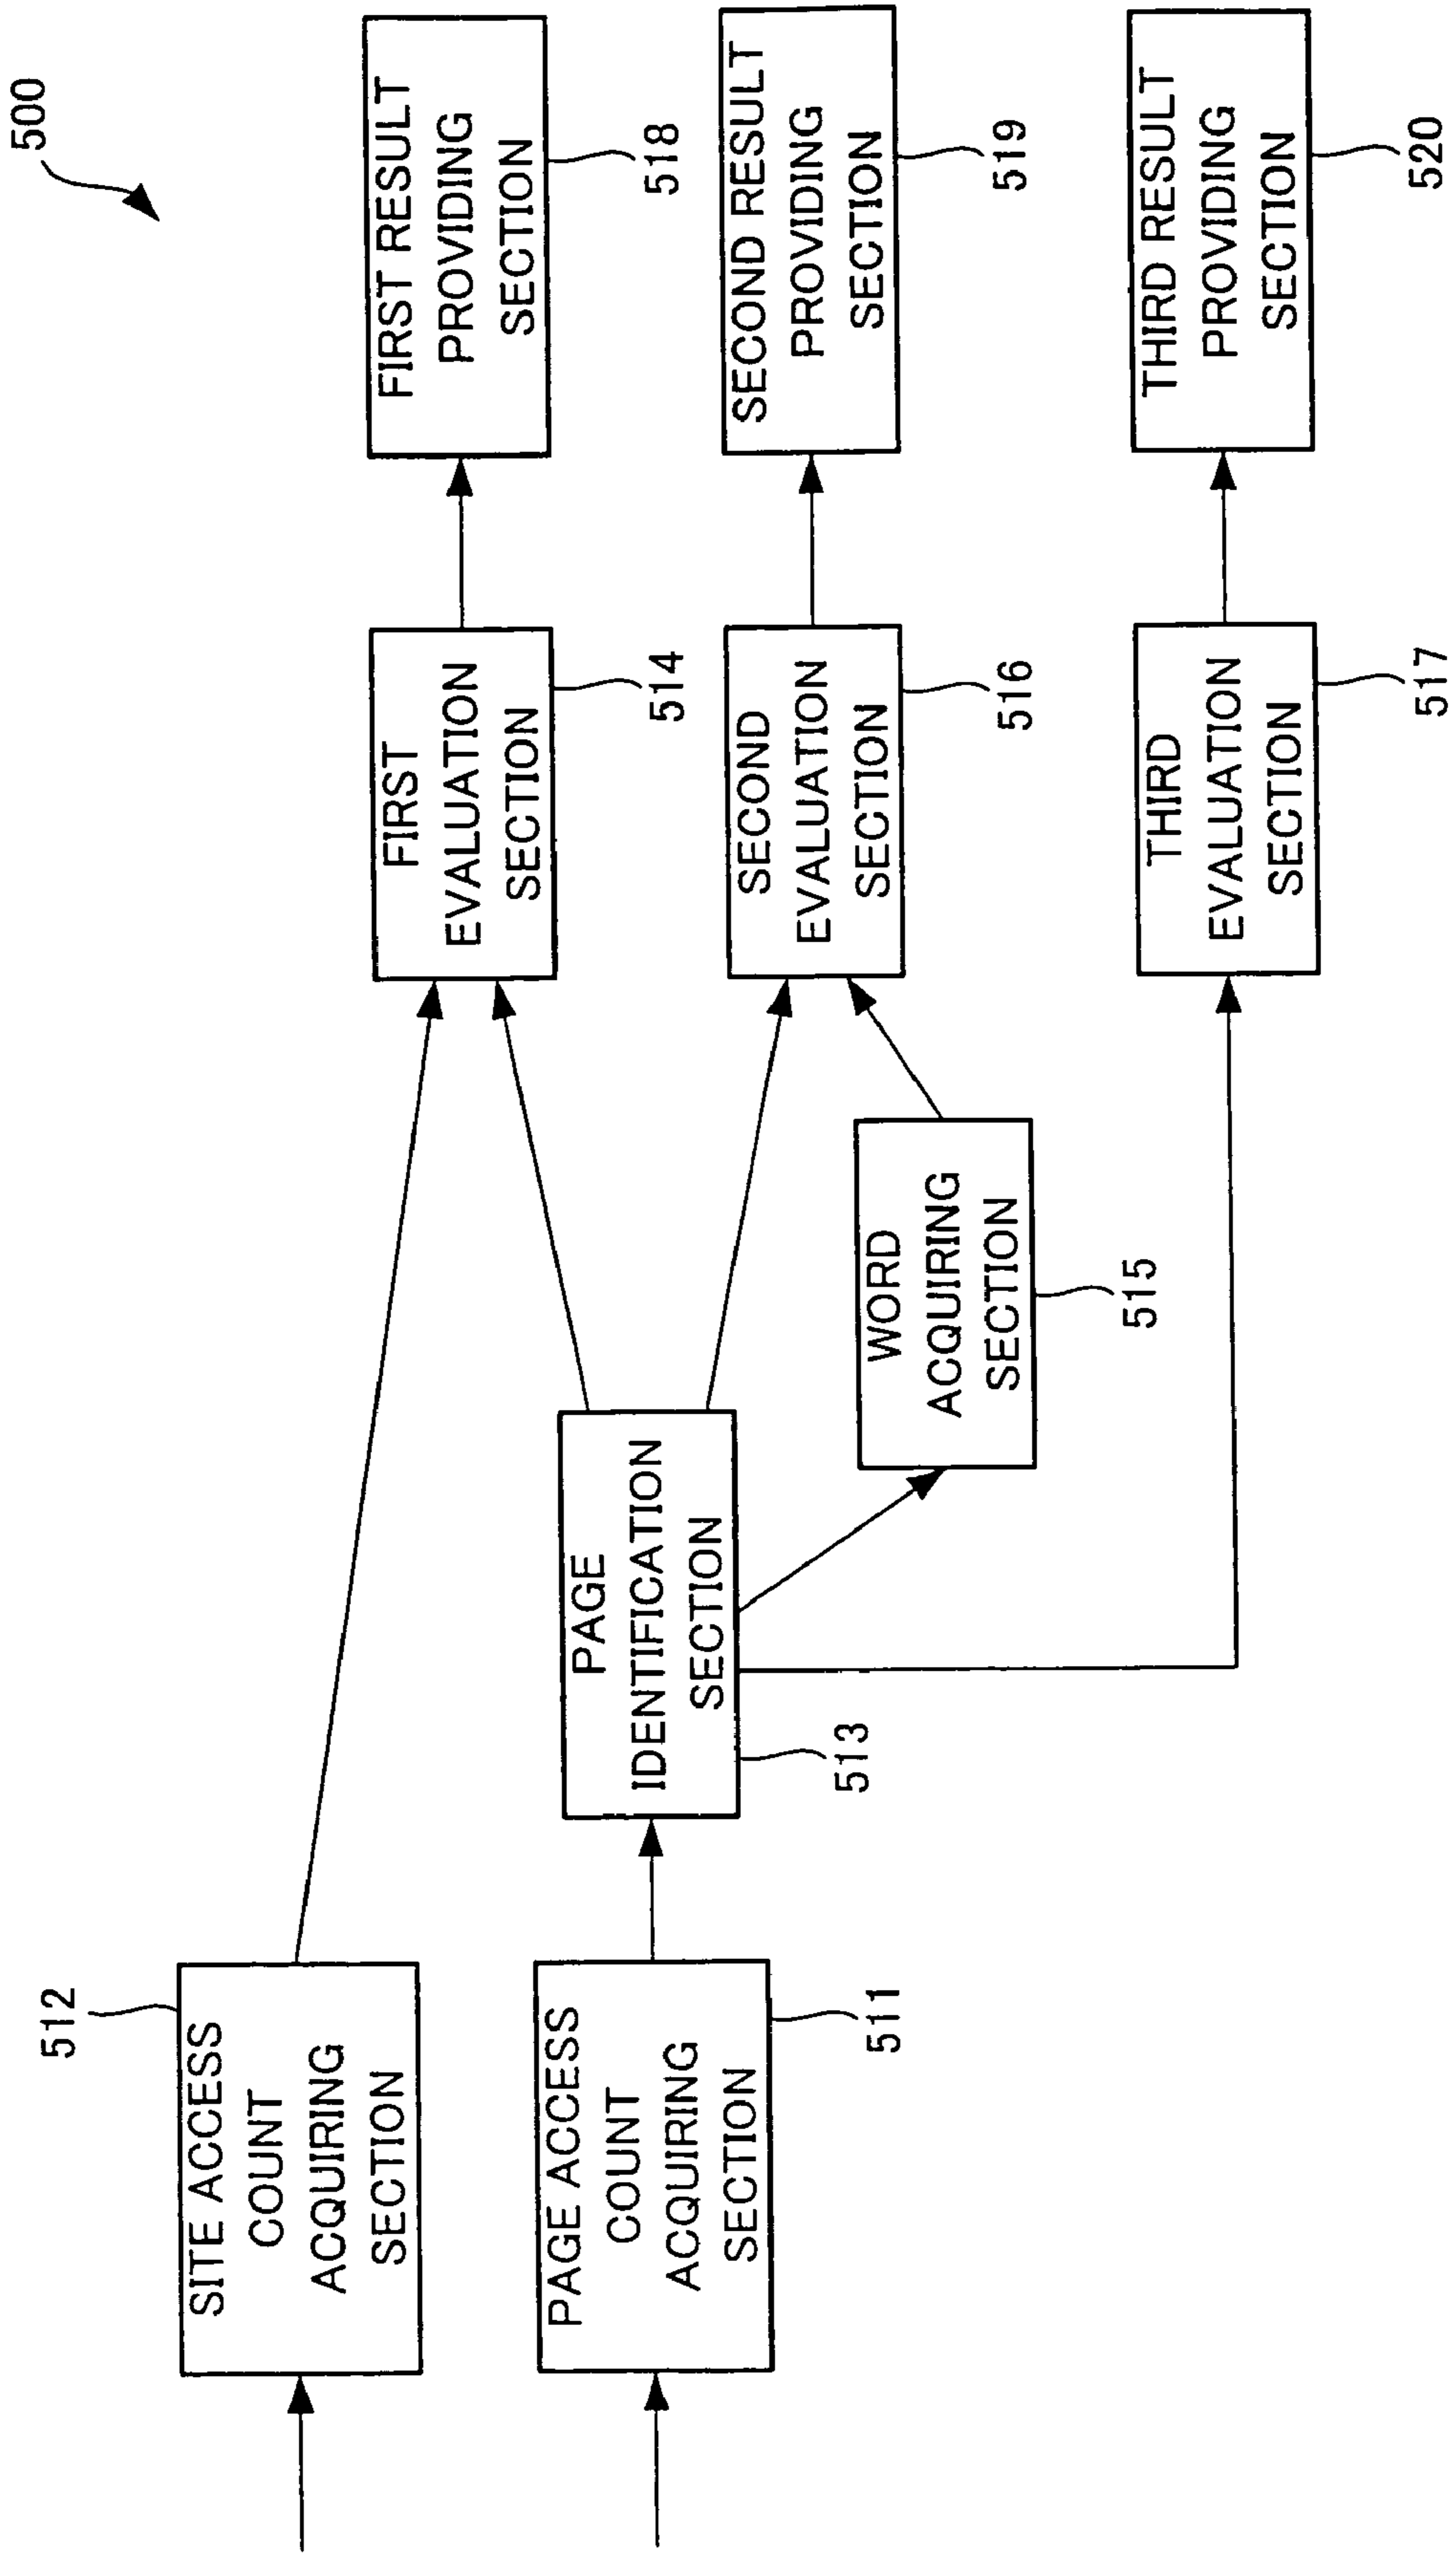 500
512
SITE ACCESS
COUNT
ACQUIRING
SECTION
PAGE ACCESS
COUNT
ACQUIRING
SECTION
511
PAGE
IDENTIFICATION
SECTION
513
WORD
ACQUIRING
SECTION
515
FIRST
EVALUATION
SECTION
514
SECOND
EVALUATION
SECTION
516
THIRD
EVALUATION
SECTION
517
FIRST RESULT
PROVIDING
SECTION
518
SECOND RESULT
PROVIDING
SECTION
519
THIRD RESULT
PROVIDING
SECTION
520